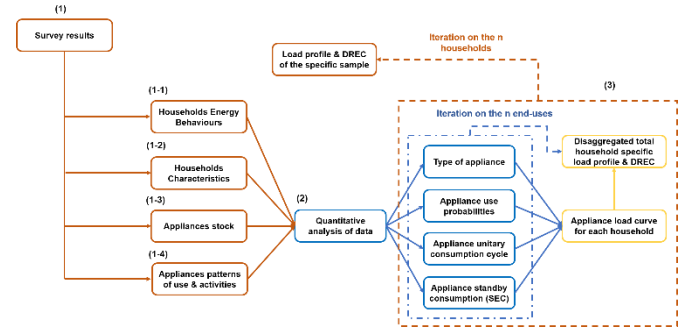 (1)
Survey results
Iteration on the n
households
Load profile & DREC
of the specific sample
(1-1)
Households Energy
Behaviours
(1-2)
Households
Characteristics
(1-3)
Appliances stock
(1-4)
Appliances patterns
of use & activities
(2)
Quantitative
analysis of data
(3)
Iteration on the n end-uses
Type of appliance
Appliance use
probabilities
Appliance unitary
consumption cycle
Appliance standby
consumption (SEC)
Disaggregated total
household specific
load profile & DREC
Appliance load curve
for each household